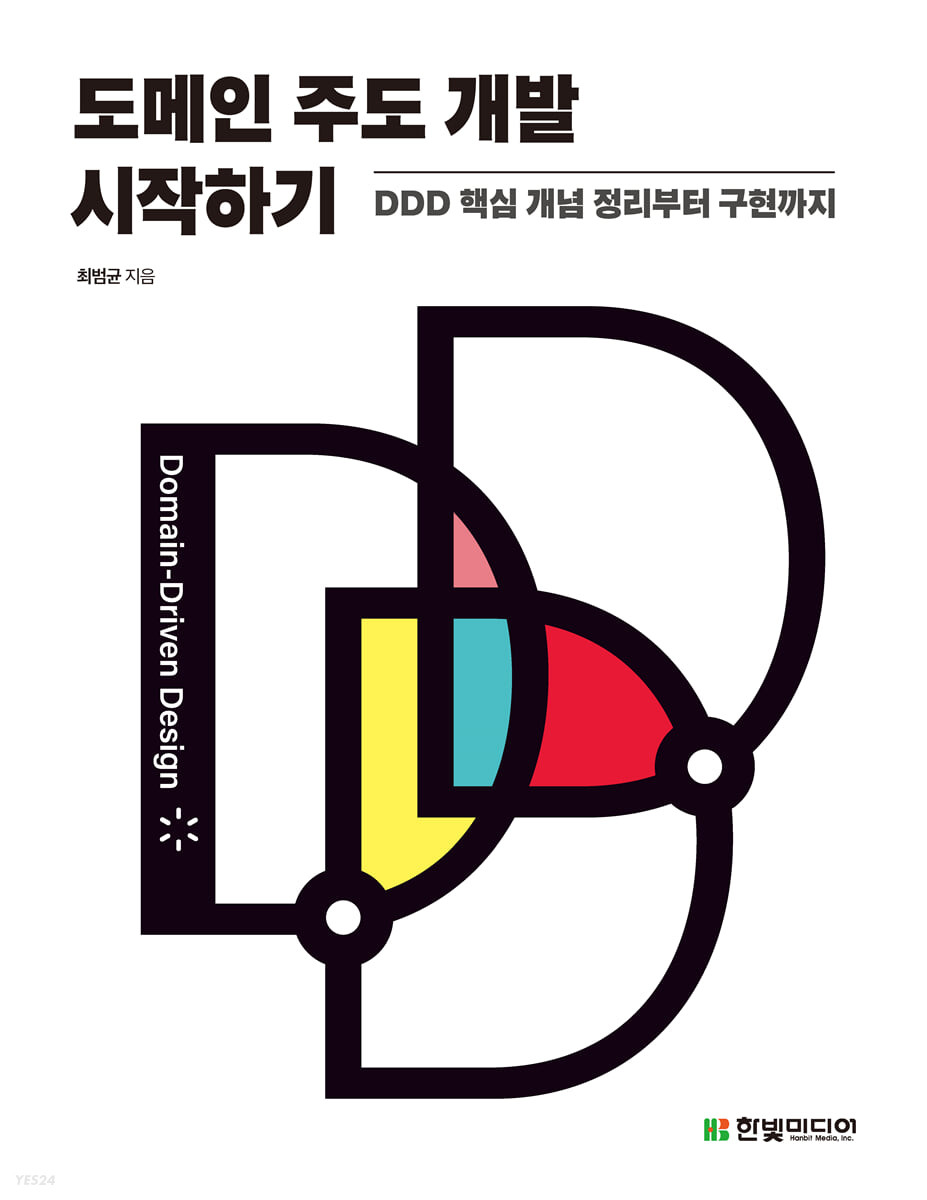 도메인 주도 개발
시작하기
DDD 핵심 개념 정리부터 구현까지
최범균 지음
Domain-Driven Design
HB 한빛미디어
Hanbit Media, Inc.
YES24